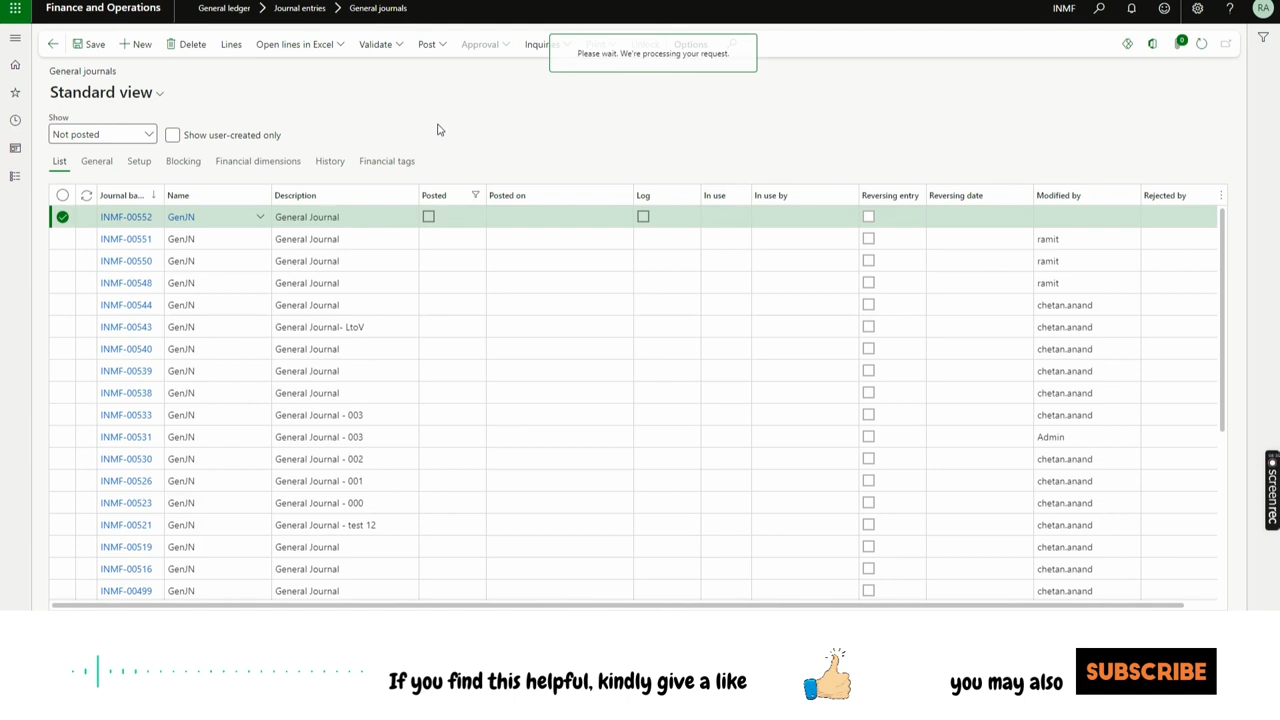 Finance and Operations
General ledger > Journal entries > General journals
INMF
? RA
Save + New Delete Lines Open lines in Excel Validate Post Approval Inquiries Print Unlock Options
0
Please wait. We're processing your request.
General journals
Standard view
Show
Not posted
Show user-created only
List General Setup Blocking Financial dimensions History Financial tags
Journal ba... Name Description Posted Posted on Log In use In use by Reversing entry Reversing date Modified by Rejected by
INMF-00552 GenJN General Journal
INMF-00551 GenJN General Journal ramit
INMF-00550 GenJN General Journal ramit
INMF-00548 GenJN General Journal ramit
INMF-00544 GenJN General Journal chetan.anand
INMF-00543 GenJN General Journal- LtoV chetan.anand
INMF-00540 GenJN General Journal chetan.anand
INMF-00539 GenJN General Journal chetan.anand
INMF-00538 GenJN General Journal chetan.anand
INMF-00533 GenJN General Journal - 003 chetan.anand
INMF-00531 GenJN General Journal - 003 Admin
INMF-00530 GenJN General Journal - 002 chetan.anand
INMF-00526 GenJN General Journal - 001 chetan.anand
INMF-00523 GenJN General Journal - 000 chetan.anand
INMF-00521 GenJN General Journal - test 12 chetan.anand
INMF-00519 GenJN General Journal chetan.anand
INMF-00516 GenJN General Journal chetan.anand
INMF-00499 GenJN General Journal chetan.anand
screenrec
If you find this helpful, kindly give a like
you may also
SUBSCRIBE